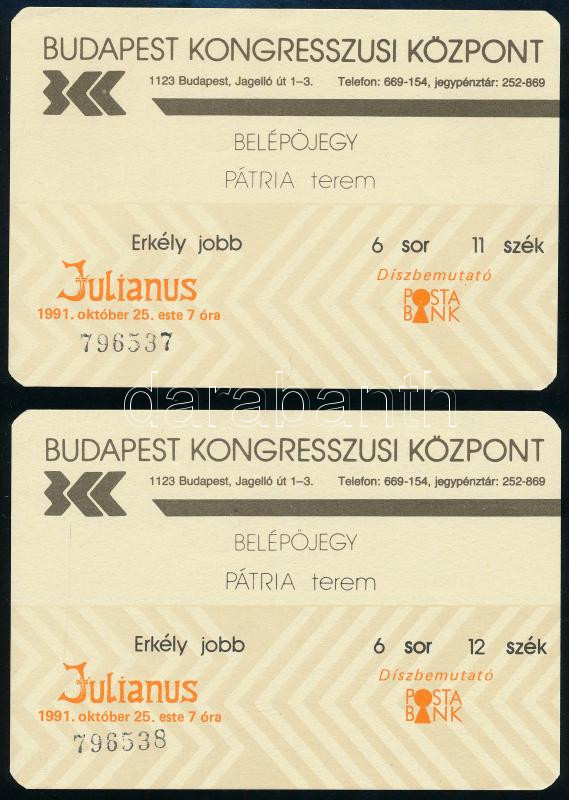 BUDAPEST KONGRESSZUSI KÖZPONT
1123 Budapest, Jagelló út 1–3. Telefon: 669-154, jegypénztár: 252-869
BELÉPŐJEGY
PÁTRIA terem
Erkély jobb 6 sor 11 szék
Julianus
Díszbemutató
1991. október 25. este 7 óra
POSTA
BANK
796537
darabanth
BUDAPEST KONGRESSZUSI KÖZPONT
1123 Budapest, Jagelló út 1–3. Telefon: 669-154, jegypénztár: 252-869
BELÉPŐJEGY
PÁTRIA terem
Erkély jobb 6 sor 12 szék
Julianus
Díszbemutató
1991. október 25. este 7 óra
POSTA
BANK
796538